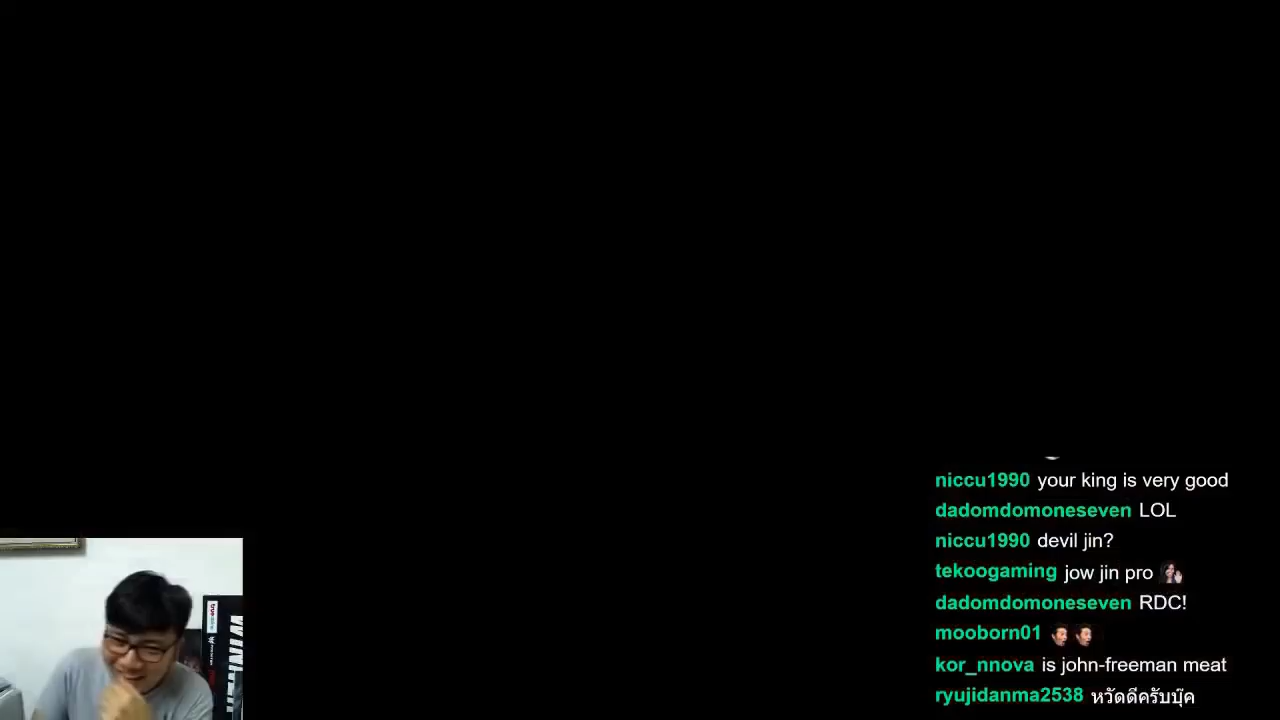 niccu1990 your king is very good
dadomdomoneseven LOL
niccu1990 devil jin?
tekoogaming jow jin pro
dadomdomoneseven RDC!
mooborn01
kor_nnova is john-freeman meat
ryujidanma2538 หวัดดีครับบุ๊ค